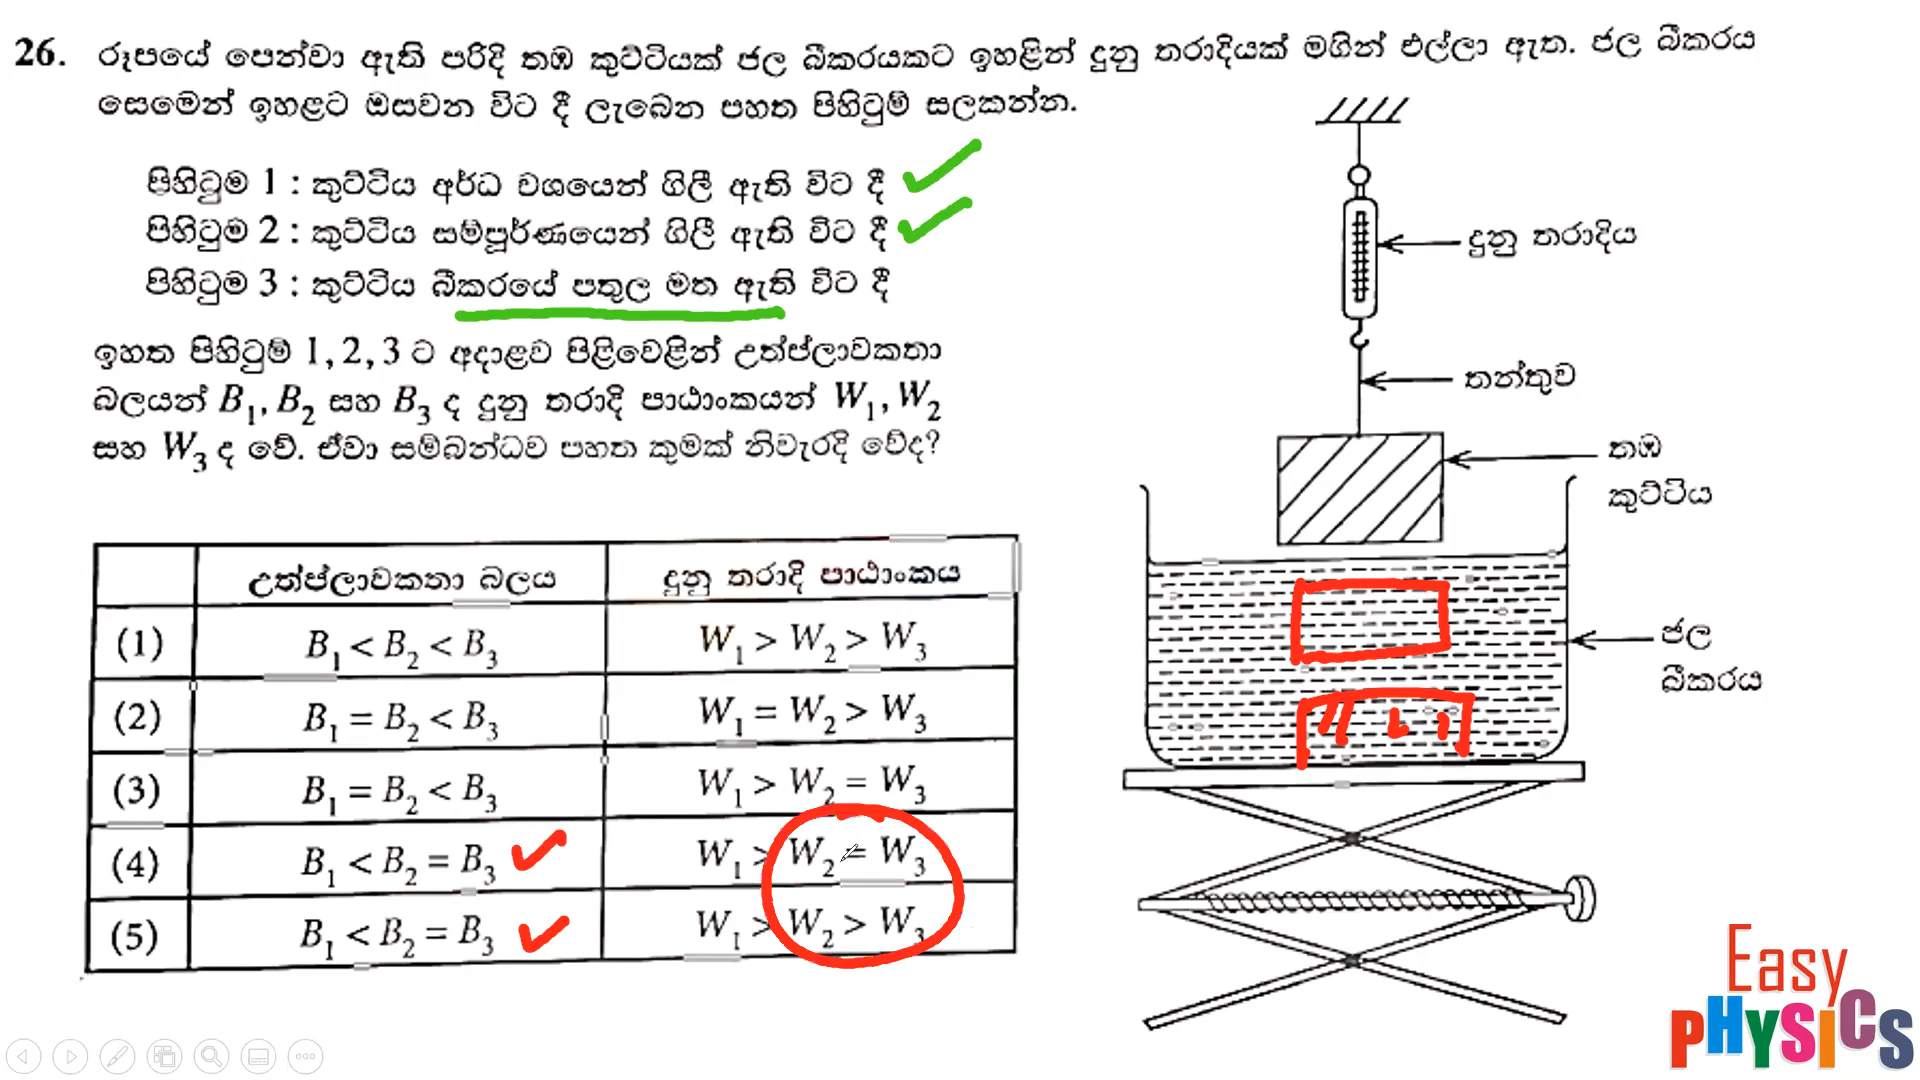 26. රූපයේ පෙන්වා ඇති පරිදි තඹ කුට්ටියක් ජල බීකරයකට ඉහළින් දුනු තරාදියක් මගින් එල්ලා ඇත. ජල බීකරය
සෙමෙන් ඉහළට ඔසවන විට දී ලැබෙන පහත පිහිටුම් සලකන්න.
පිහිටුම 1 : කුට්ටිය අර්ධ වශයෙන් ගිලී ඇති විට දී
පිහිටුම 2 : කුට්ටිය සම්පූර්ණයෙන් ගිලී ඇති විට දී
පිහිටුම 3 : කුට්ටිය බීකරයේ පතුල මත ඇති විට දී
ඉහත පිහිටුම් 1, 2, 3 ට අදාළව පිළිවෙළින් උත්ප්ලාවකතා
බලයන් B₁, B₂ සහ B₃ ද දුනු තරාදි පාඨාංකයන් W₁, W₂
සහ W₃ ද වේ. ඒවා සම්බන්ධව පහත කුමක් නිවැරදි වේද?
උත්ප්ලාවකතා බලය දුනු තරාදි පාඨාංකය
(1) B₁ < B₂ < B₃ W₁ > W₂ > W₃
(2) B₁ = B₂ < B₃ W₁ = W₂ > W₃
(3) B₁ = B₂ < B₃ W₁ > W₂ = W₃
(4) B₁ < B₂ = B₃ W₁ > W₂ = W₃
(5) B₁ < B₂ = B₃ W₁ > W₂ > W₃
දුනු තරාදිය
තන්තුව
තඹ
කුට්ටිය
ජල
බීකරය
Easy
PHYSICS